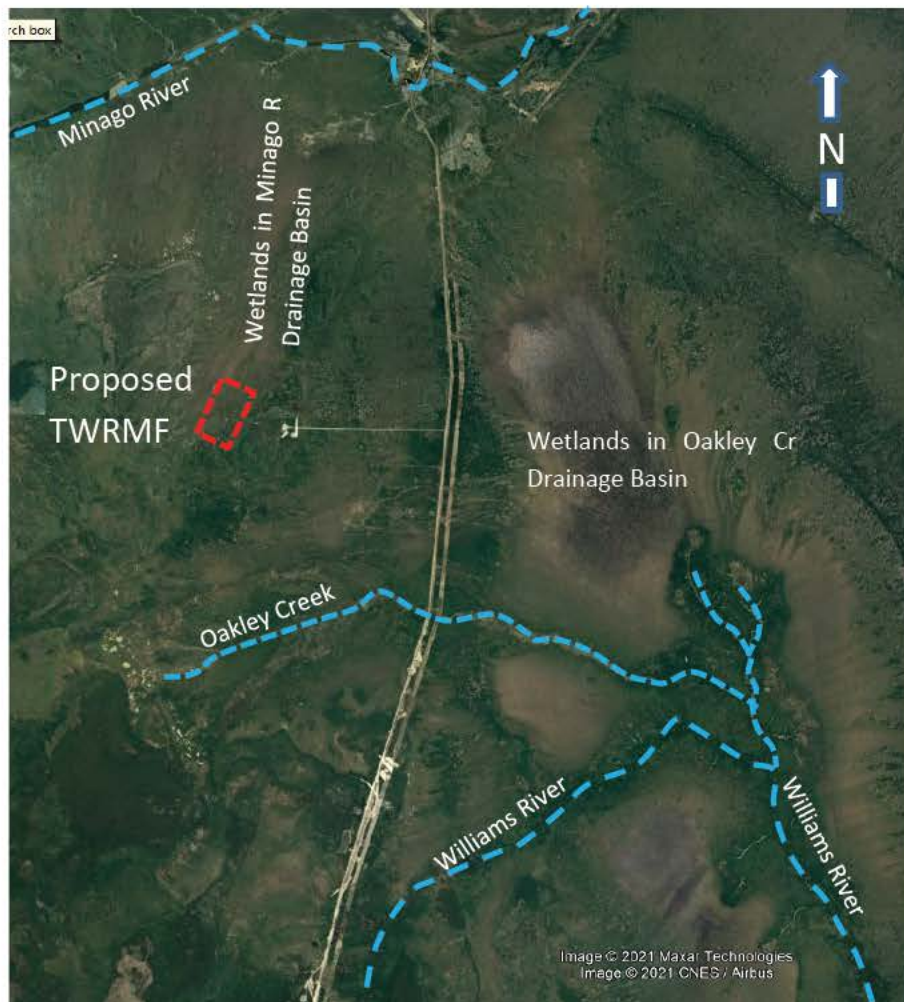 rch box
Minago River
N
Wetlands in Minago R
Drainage Basin
Proposed
TWRMF
Wetlands in Oakley Cr
Drainage Basin
Oakley Creek
Williams River
Williams River
Image © 2021 Maxar Technologies
Image © 2021 CNES / Airbus